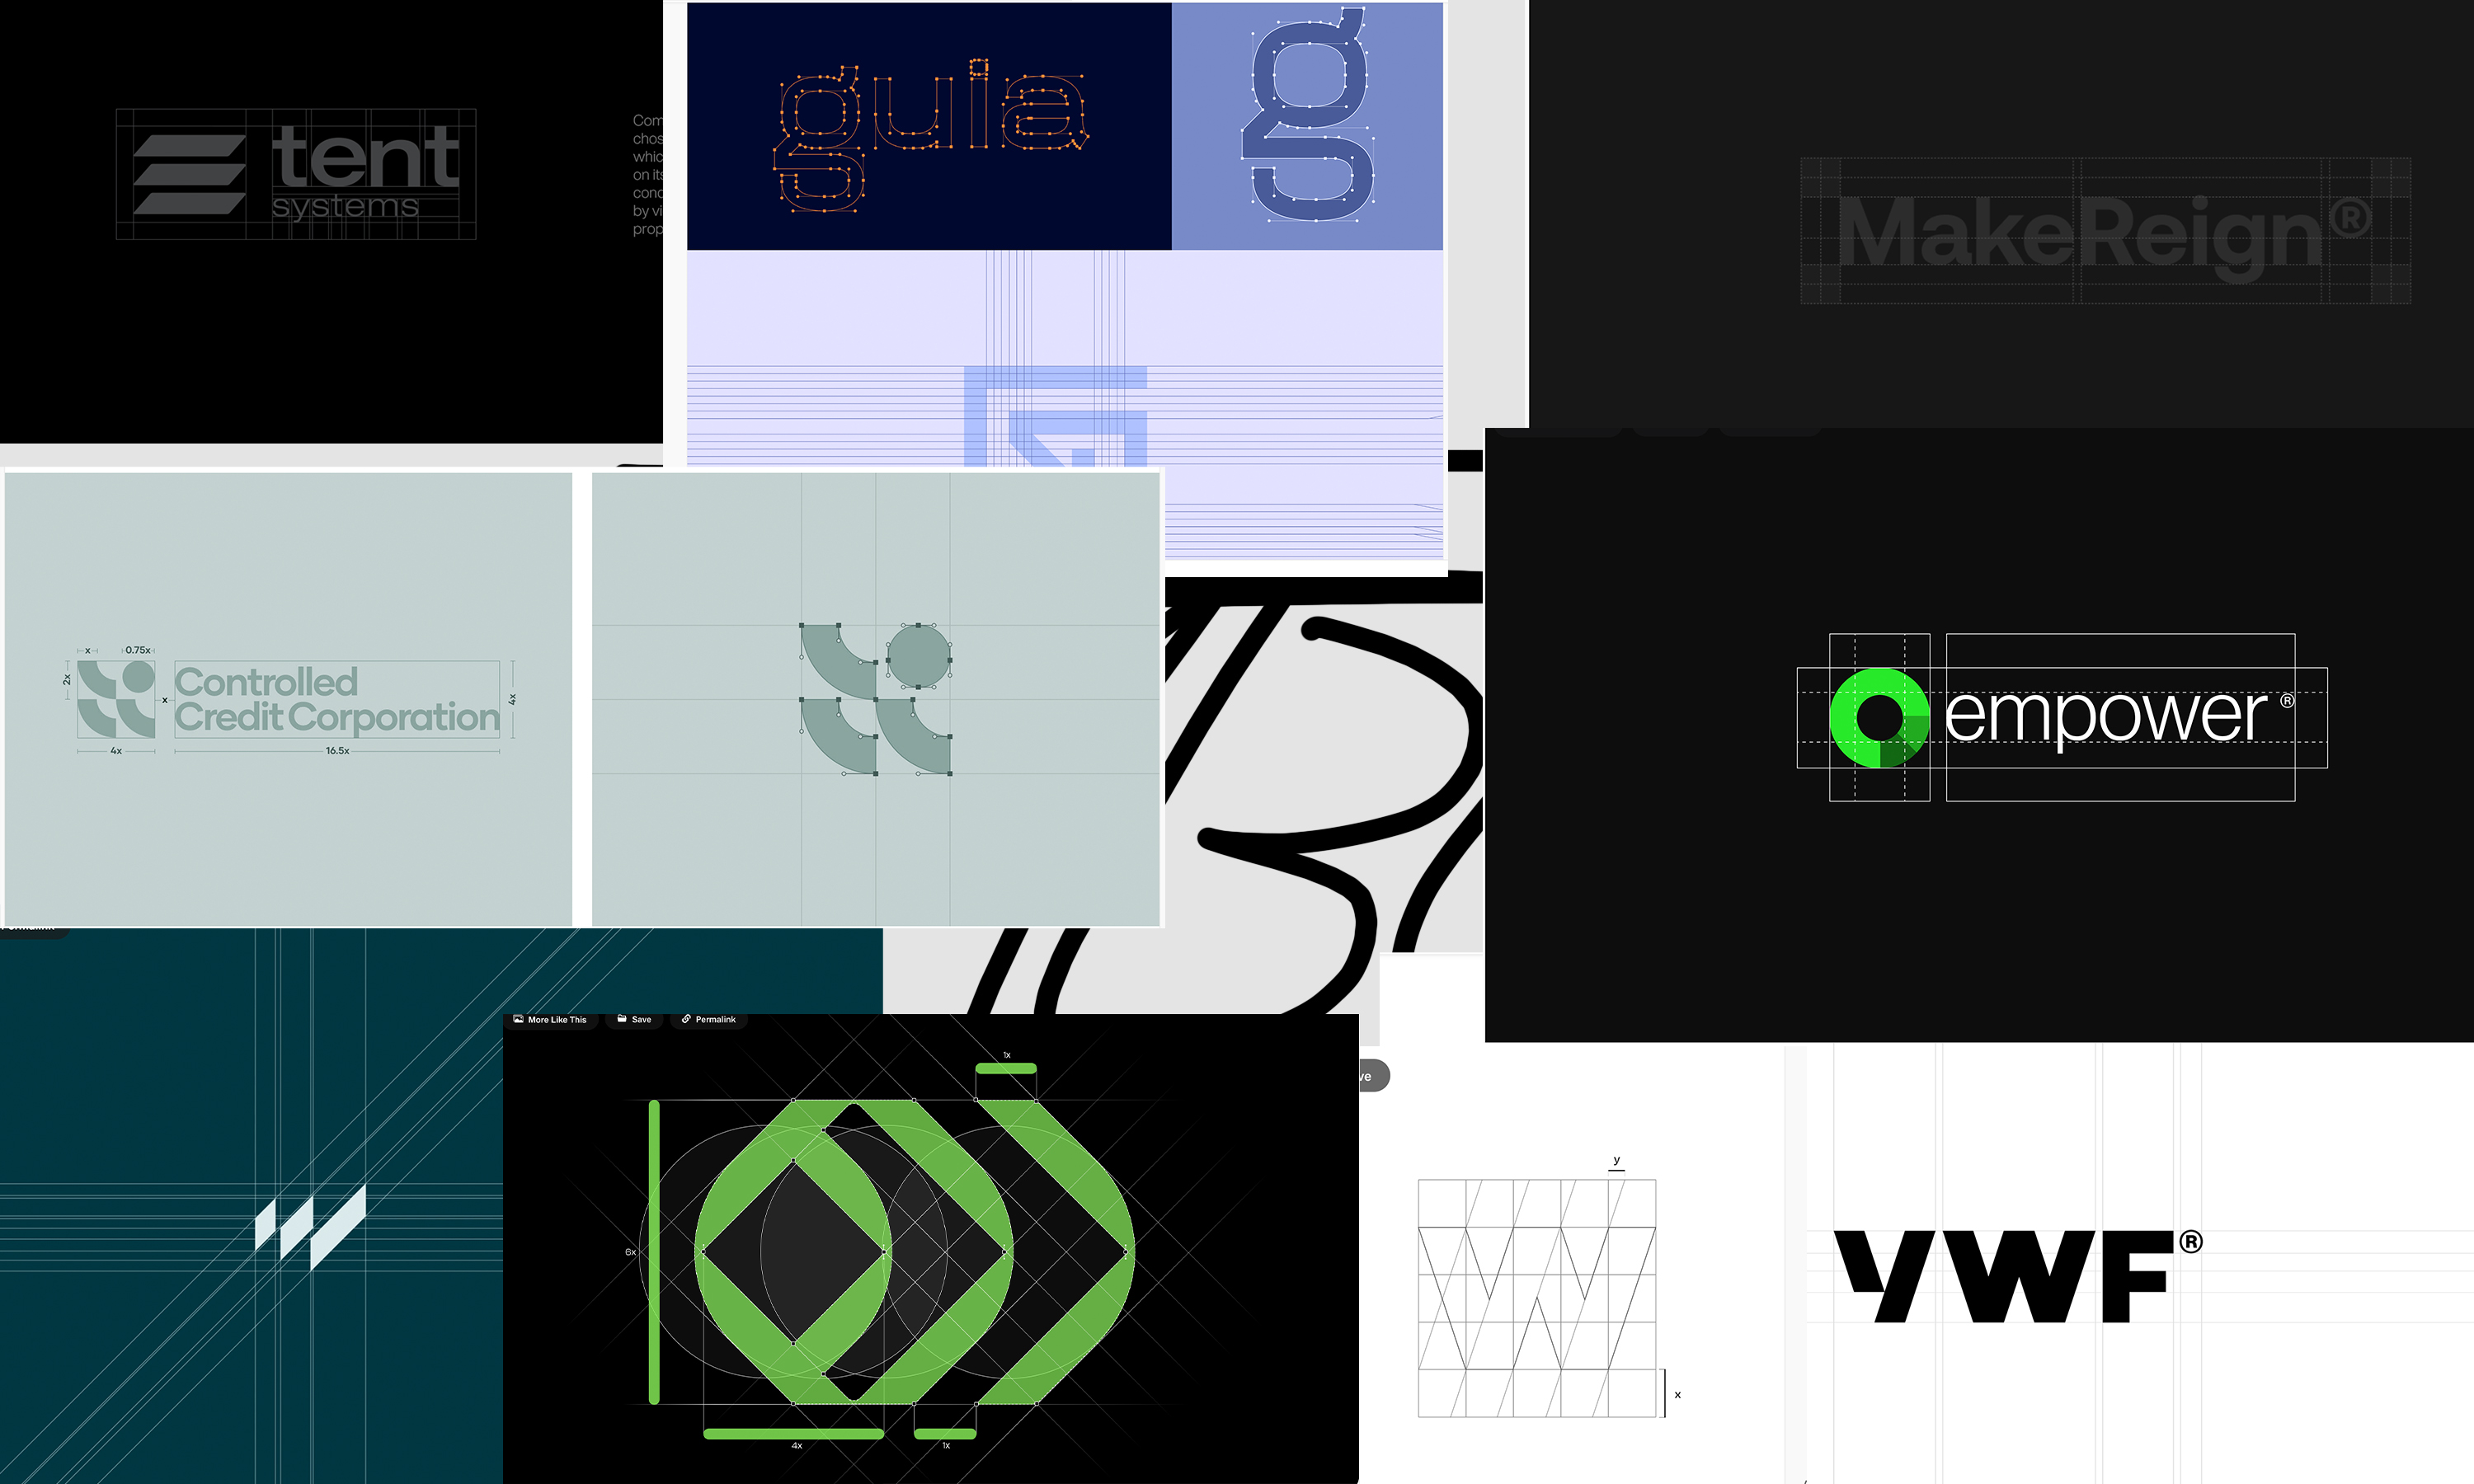 tent
systems
Com
chos
whic
on its
conc
by vi
prop
guia
g
MakeReign®
x
0.75x
2x
x
Controlled
Credit Corporation
4x
4x
16.5x
empower®
More Like This
Save
Permalink
1x
6x
4x
1x
ve
y
x
YWF®